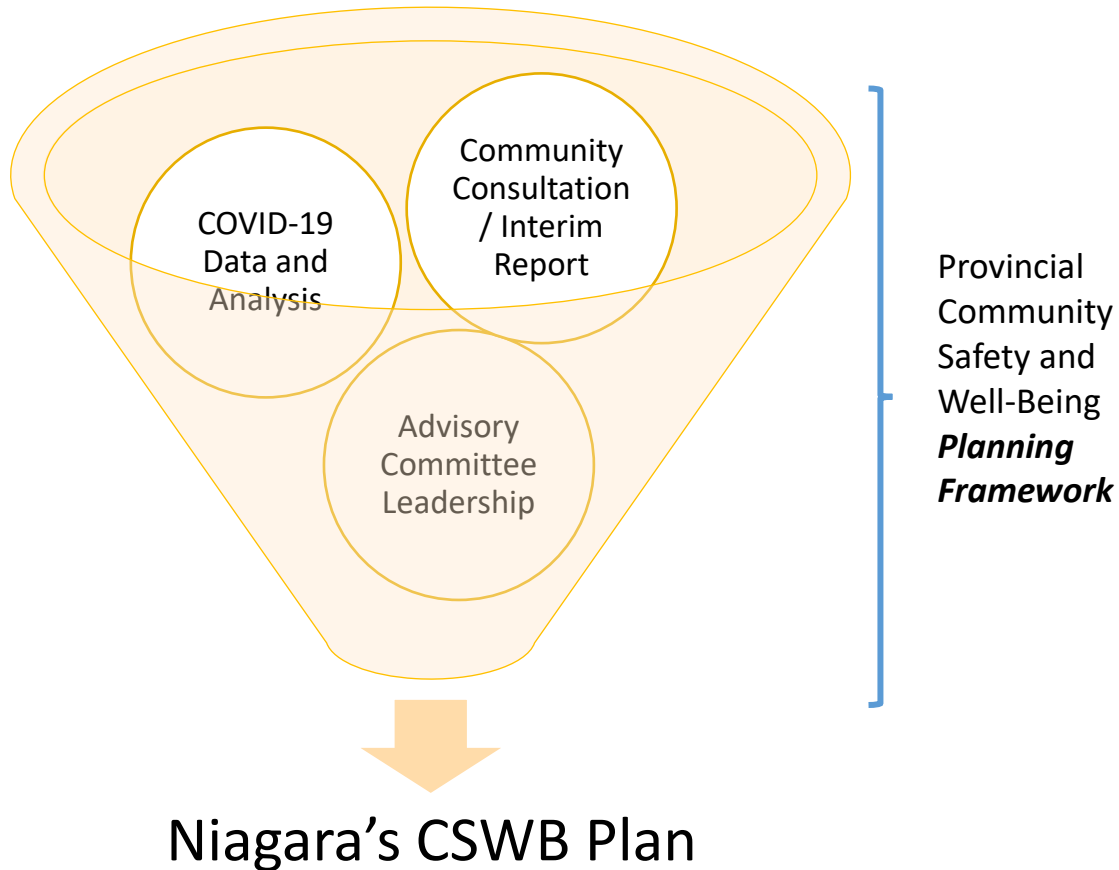 COVID-19
Data and
Analysis
Community
Consultation
/ Interim
Report
Advisory
Committee
Leadership
Provincial
Community
Safety and
Well-Being
Planning
Framework
Niagara’s CSWB Plan